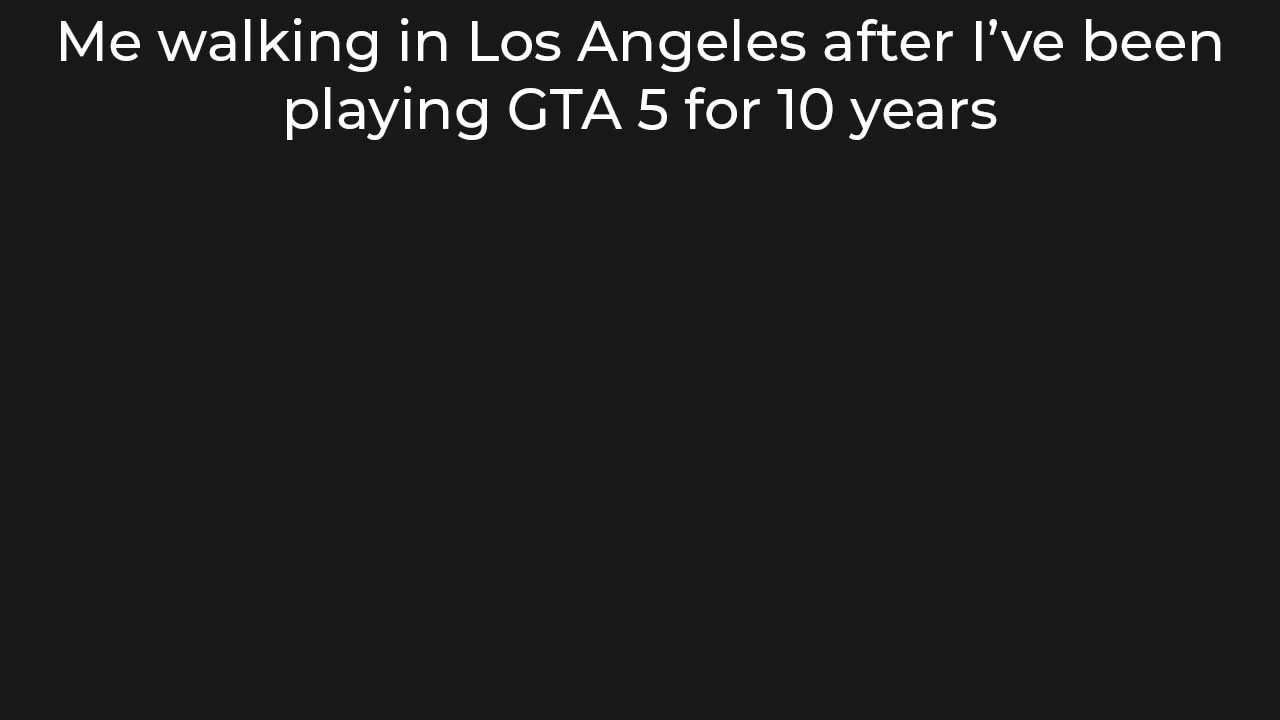 Me walking in Los Angeles after I’ve been
playing GTA 5 for 10 years